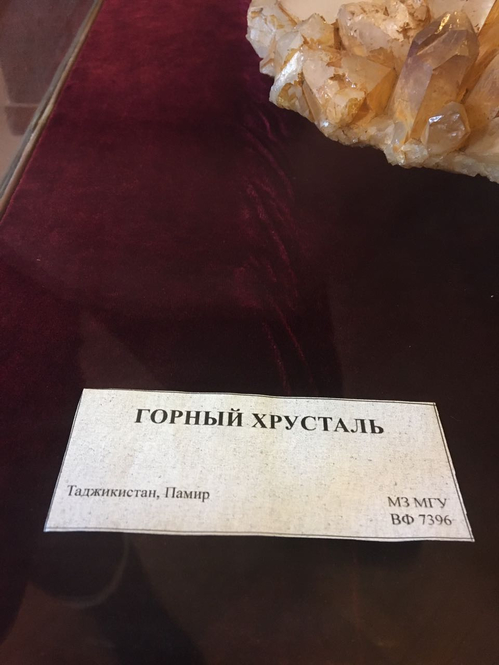 ГОРНЫЙ ХРУСТАЛЬ
Таджикистан, Памир
МЗ МГУ
ВФ 7396